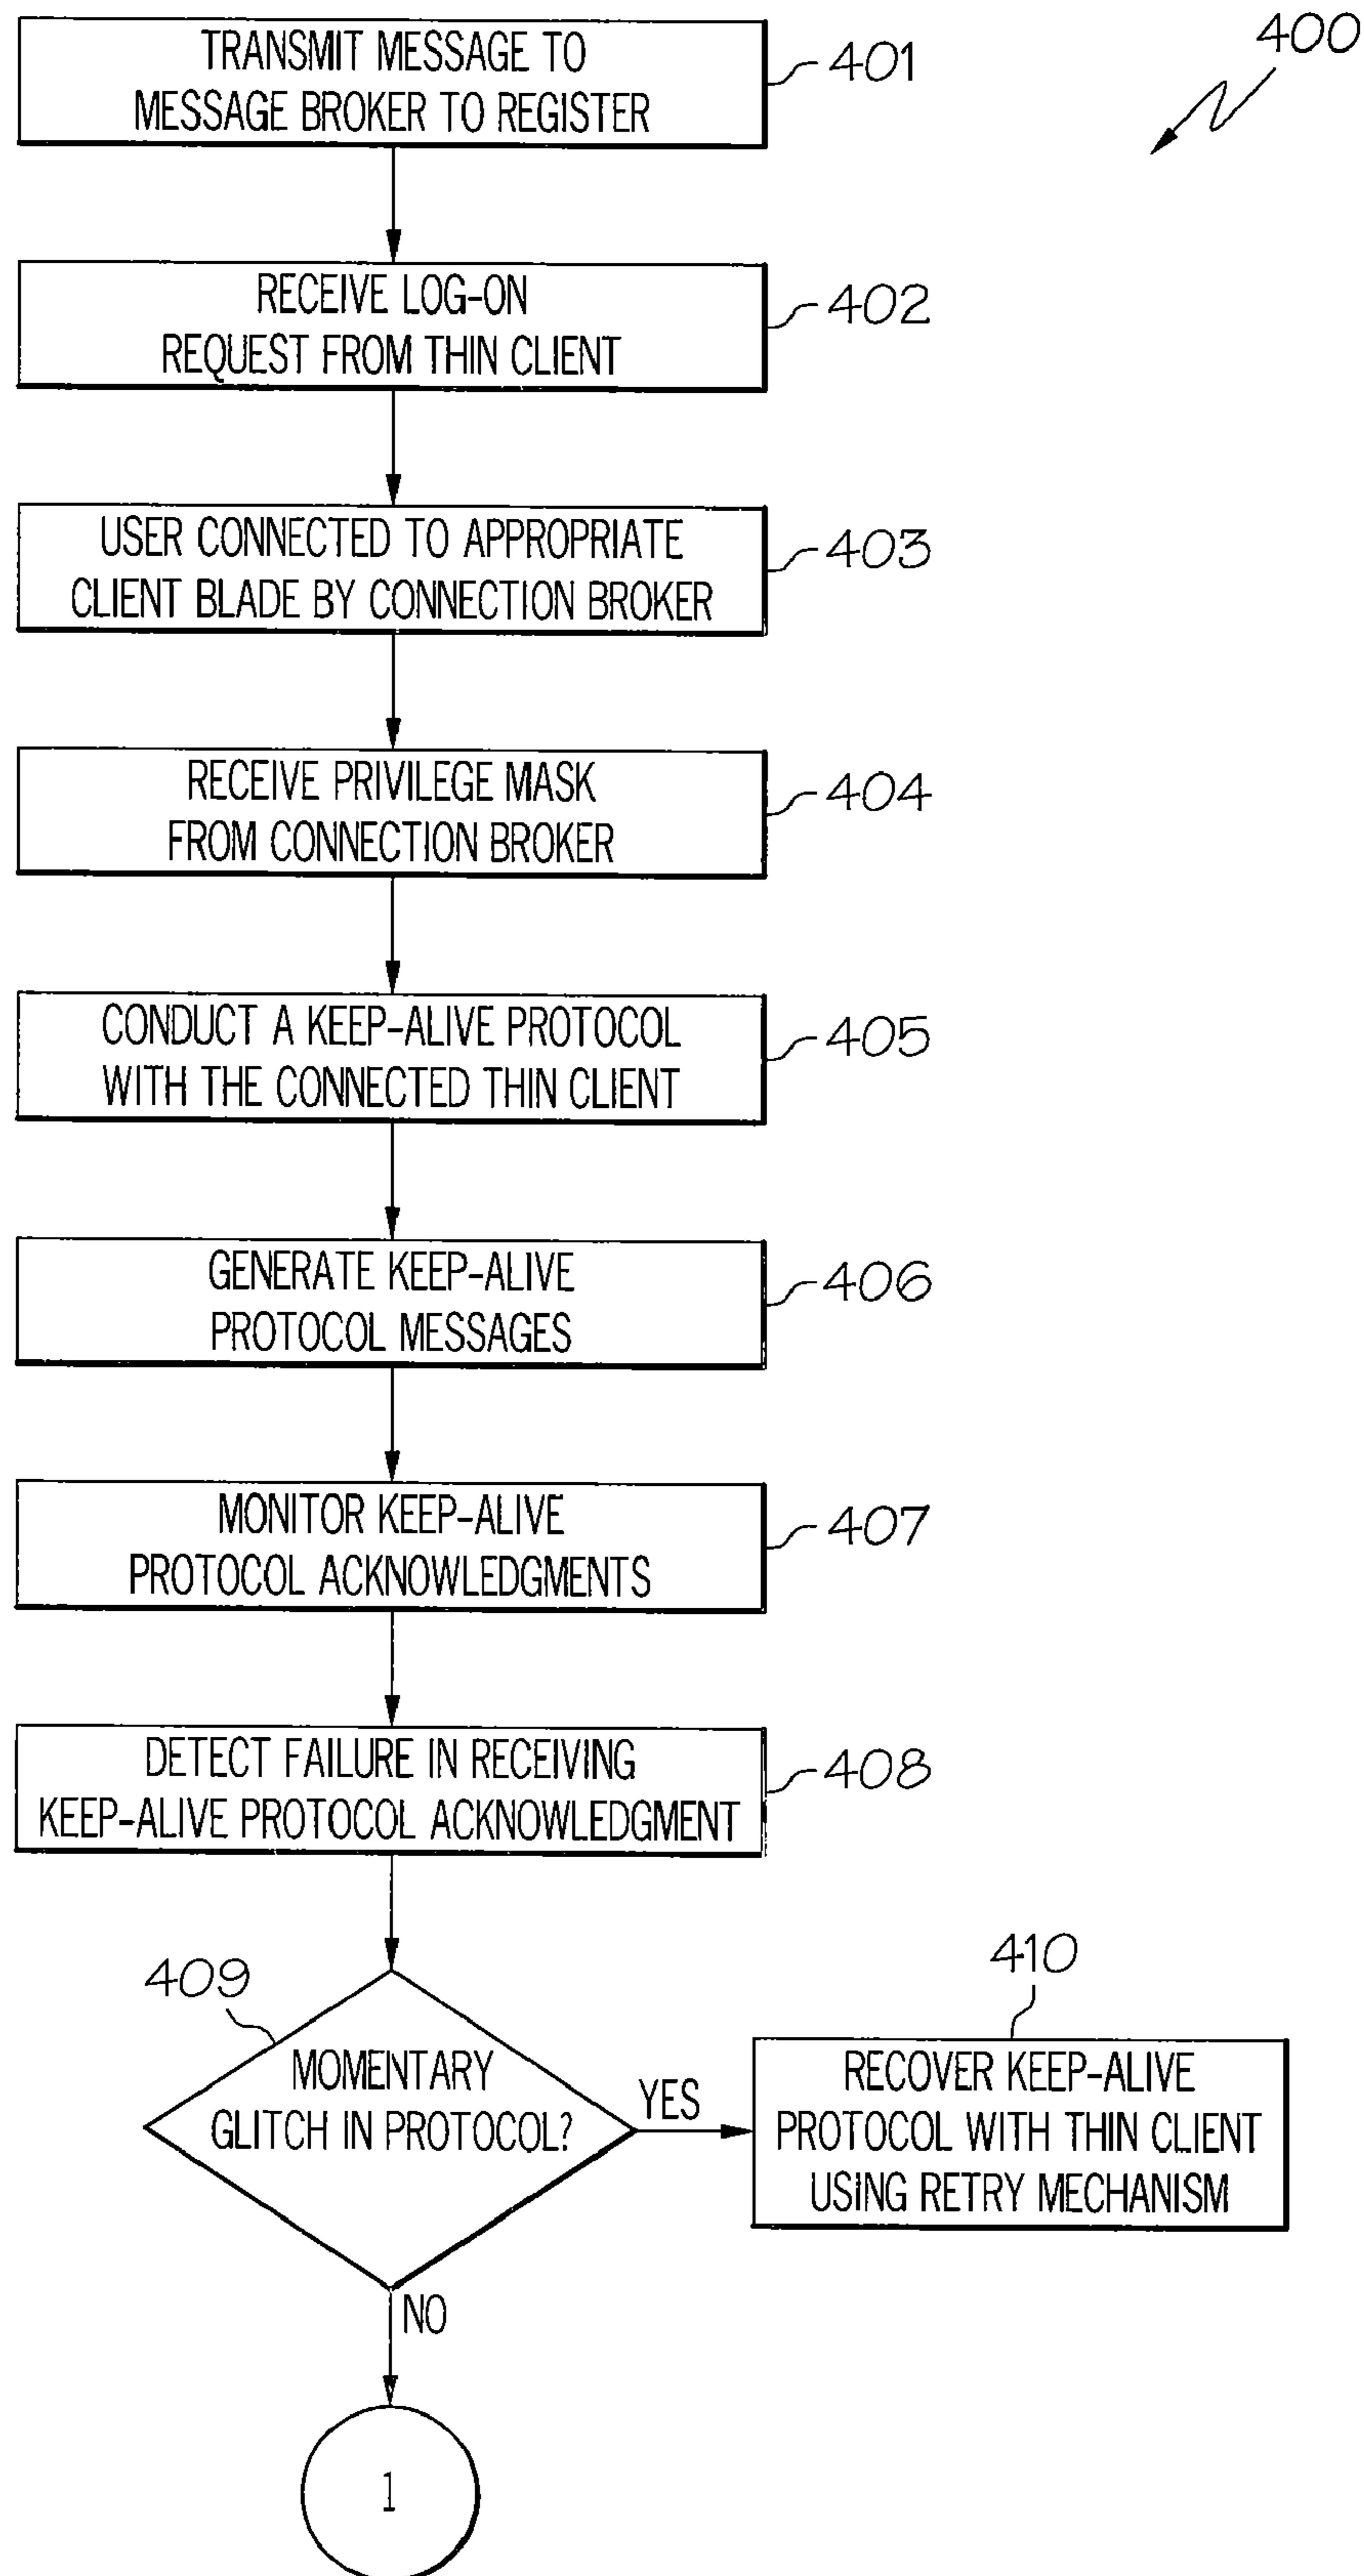 400
TRANSMIT MESSAGE TO
MESSAGE BROKER TO REGISTER
401
RECEIVE LOG-ON
REQUEST FROM THIN CLIENT
402
USER CONNECTED TO APPROPRIATE
CLIENT BLADE BY CONNECTION BROKER
403
RECEIVE PRIVILEGE MASK
FROM CONNECTION BROKER
404
CONDUCT A KEEP-ALIVE PROTOCOL
WITH THE CONNECTED THIN CLIENT
405
GENERATE KEEP-ALIVE
PROTOCOL MESSAGES
406
MONITOR KEEP-ALIVE
PROTOCOL ACKNOWLEDGMENTS
407
DETECT FAILURE IN RECEIVING
KEEP-ALIVE PROTOCOL ACKNOWLEDGMENT
408
409
MOMENTARY
GLITCH IN PROTOCOL?
YES
410
RECOVER KEEP-ALIVE
PROTOCOL WITH THIN CLIENT
USING RETRY MECHANISM
NO
1